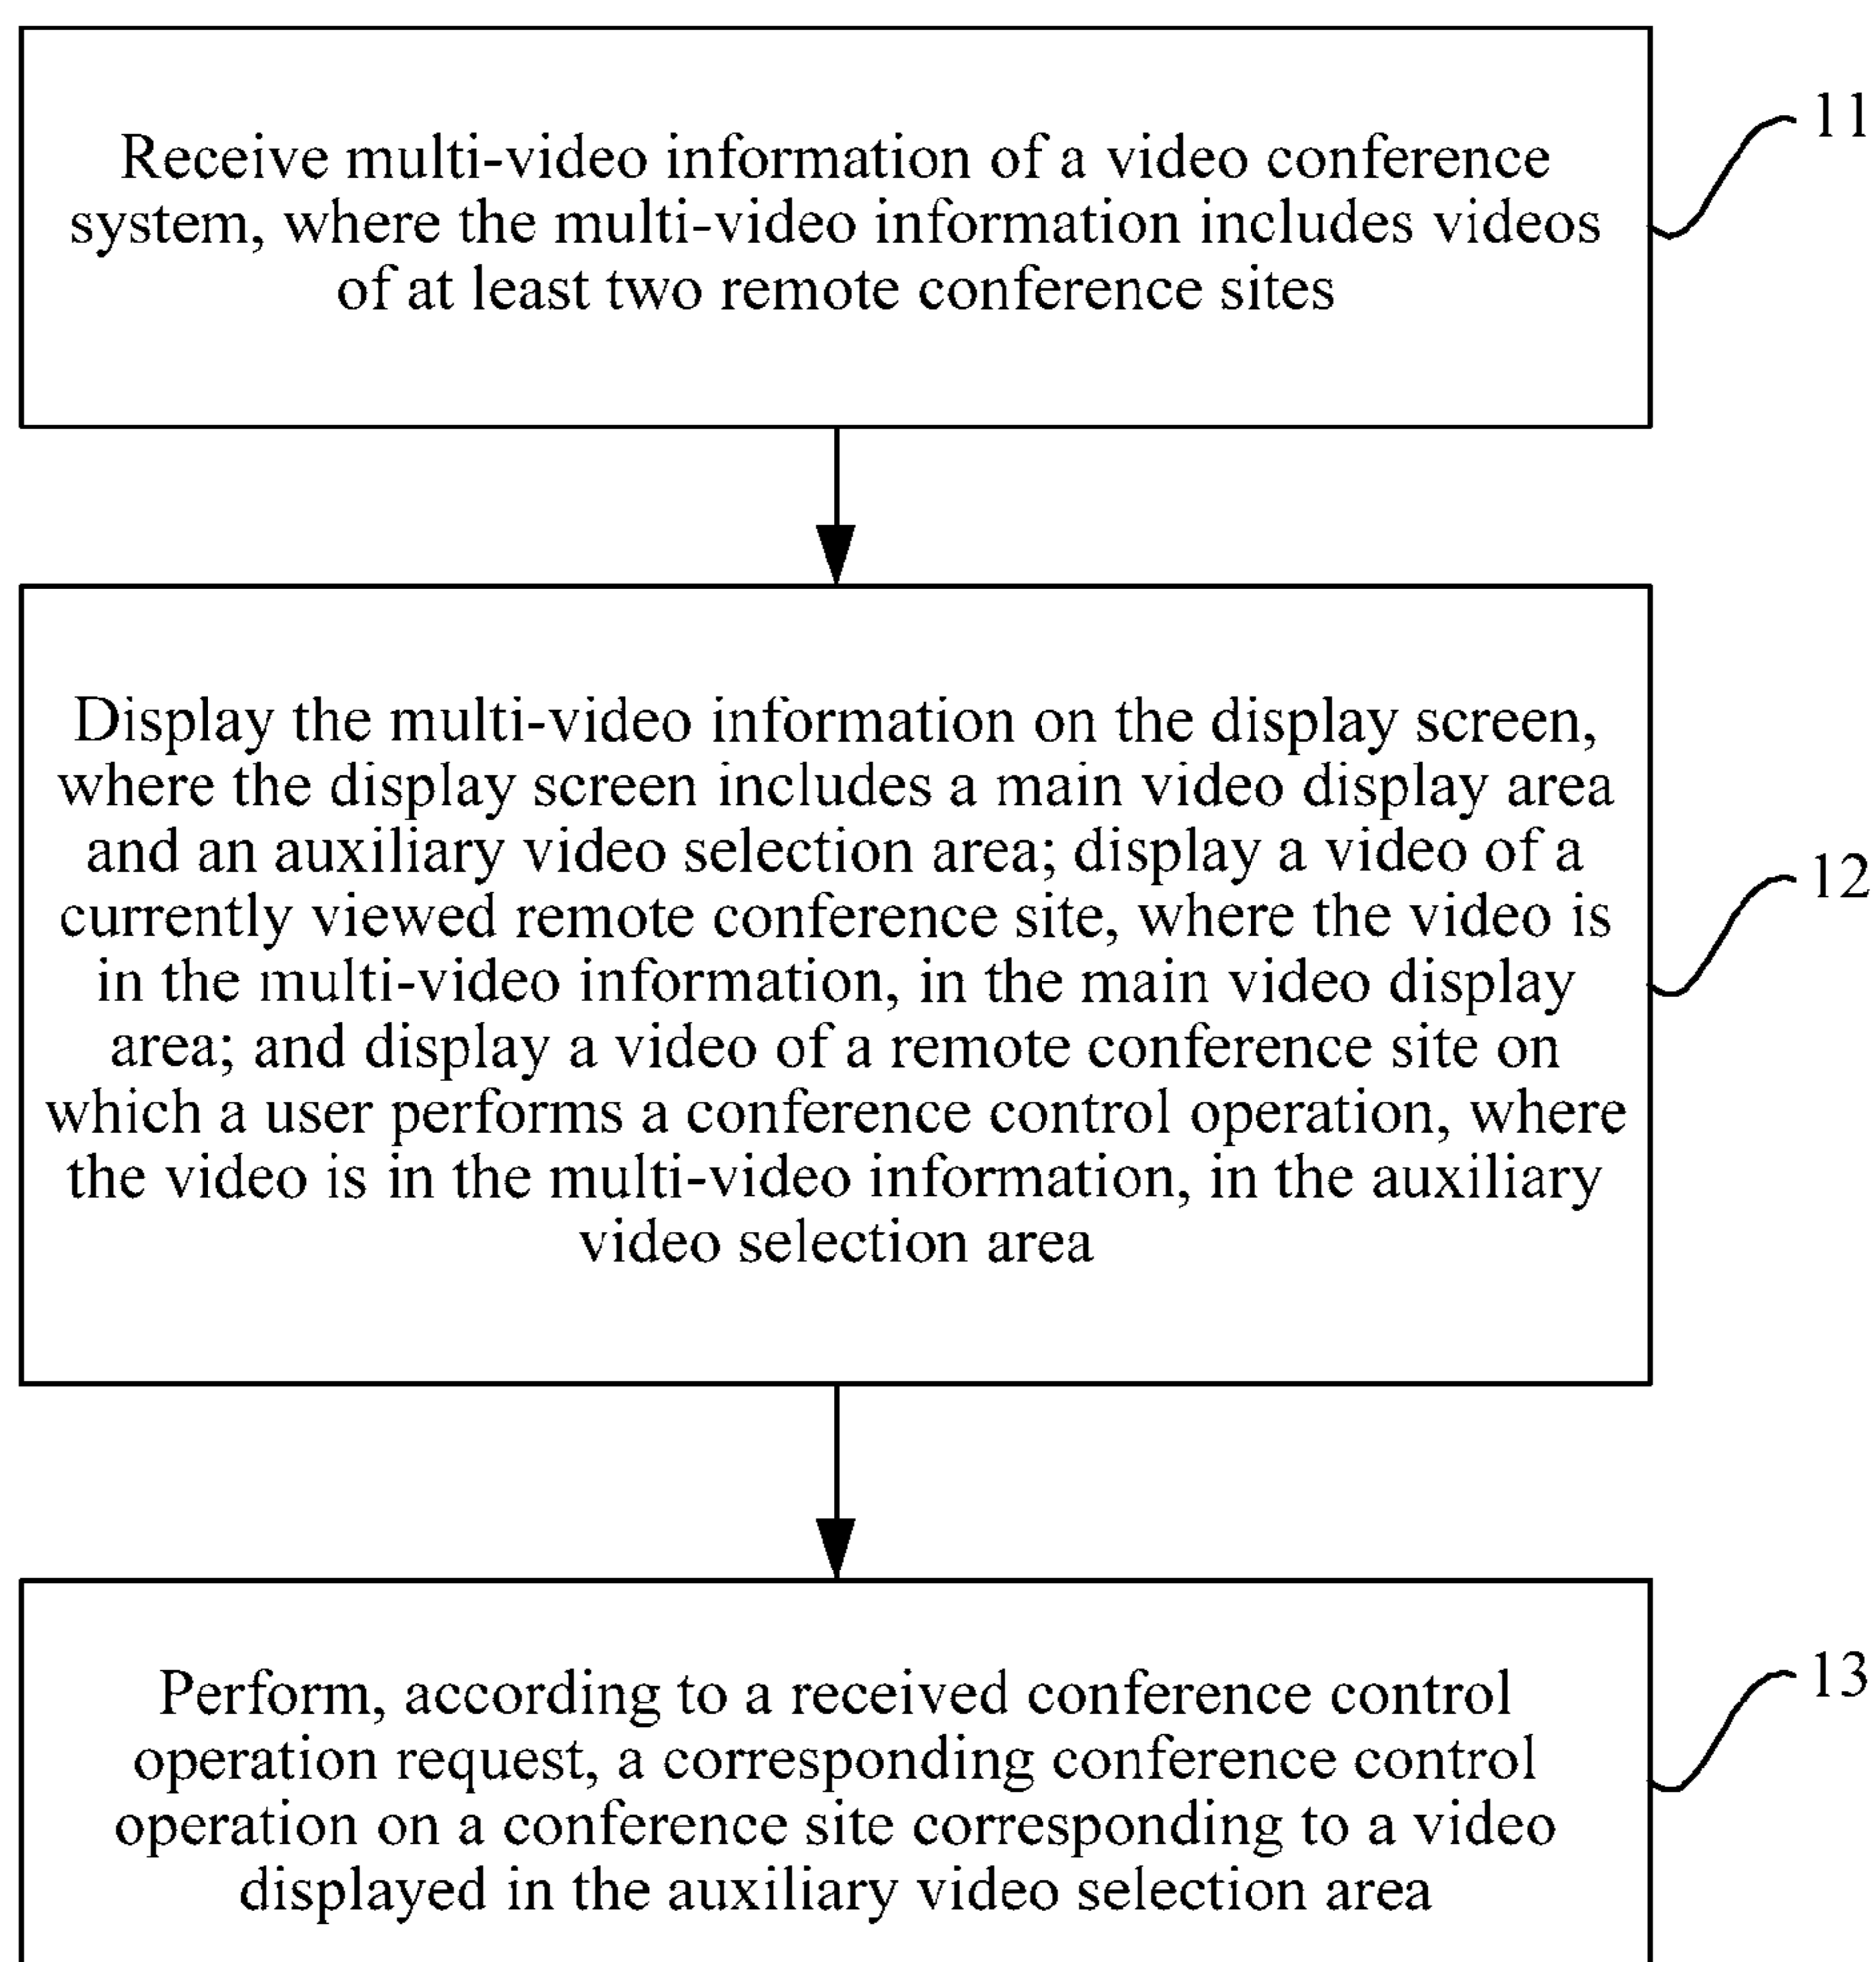 Receive multi-video information of a video conference
system, where the multi-video information includes videos
of at least two remote conference sites
11
Display the multi-video information on the display screen,
where the display screen includes a main video display area
and an auxiliary video selection area; display a video of a
currently viewed remote conference site, where the video is
in the multi-video information, in the main video display
area; and display a video of a remote conference site on
which a user performs a conference control operation, where
the video is in the multi-video information, in the auxiliary
video selection area
12
Perform, according to a received conference control
operation request, a corresponding conference control
operation on a conference site corresponding to a video
displayed in the auxiliary video selection area
13